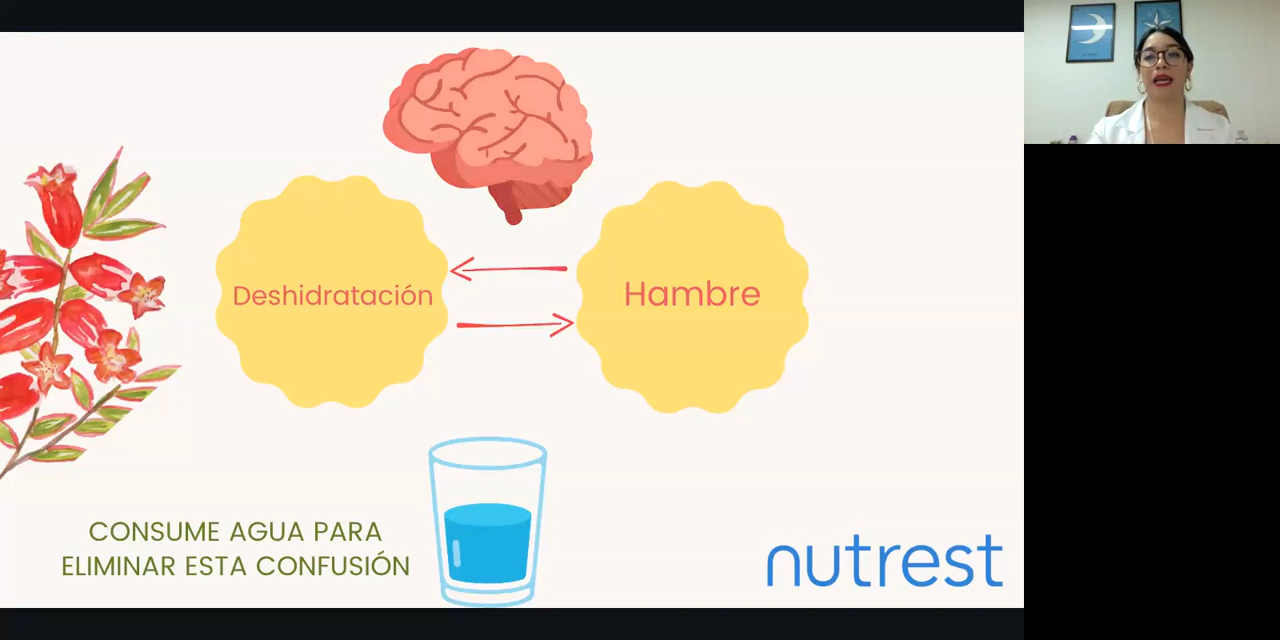 Deshidratación
Hambre
CONSUME AGUA PARA
ELIMINAR ESTA CONFUSIÓN
nutrest